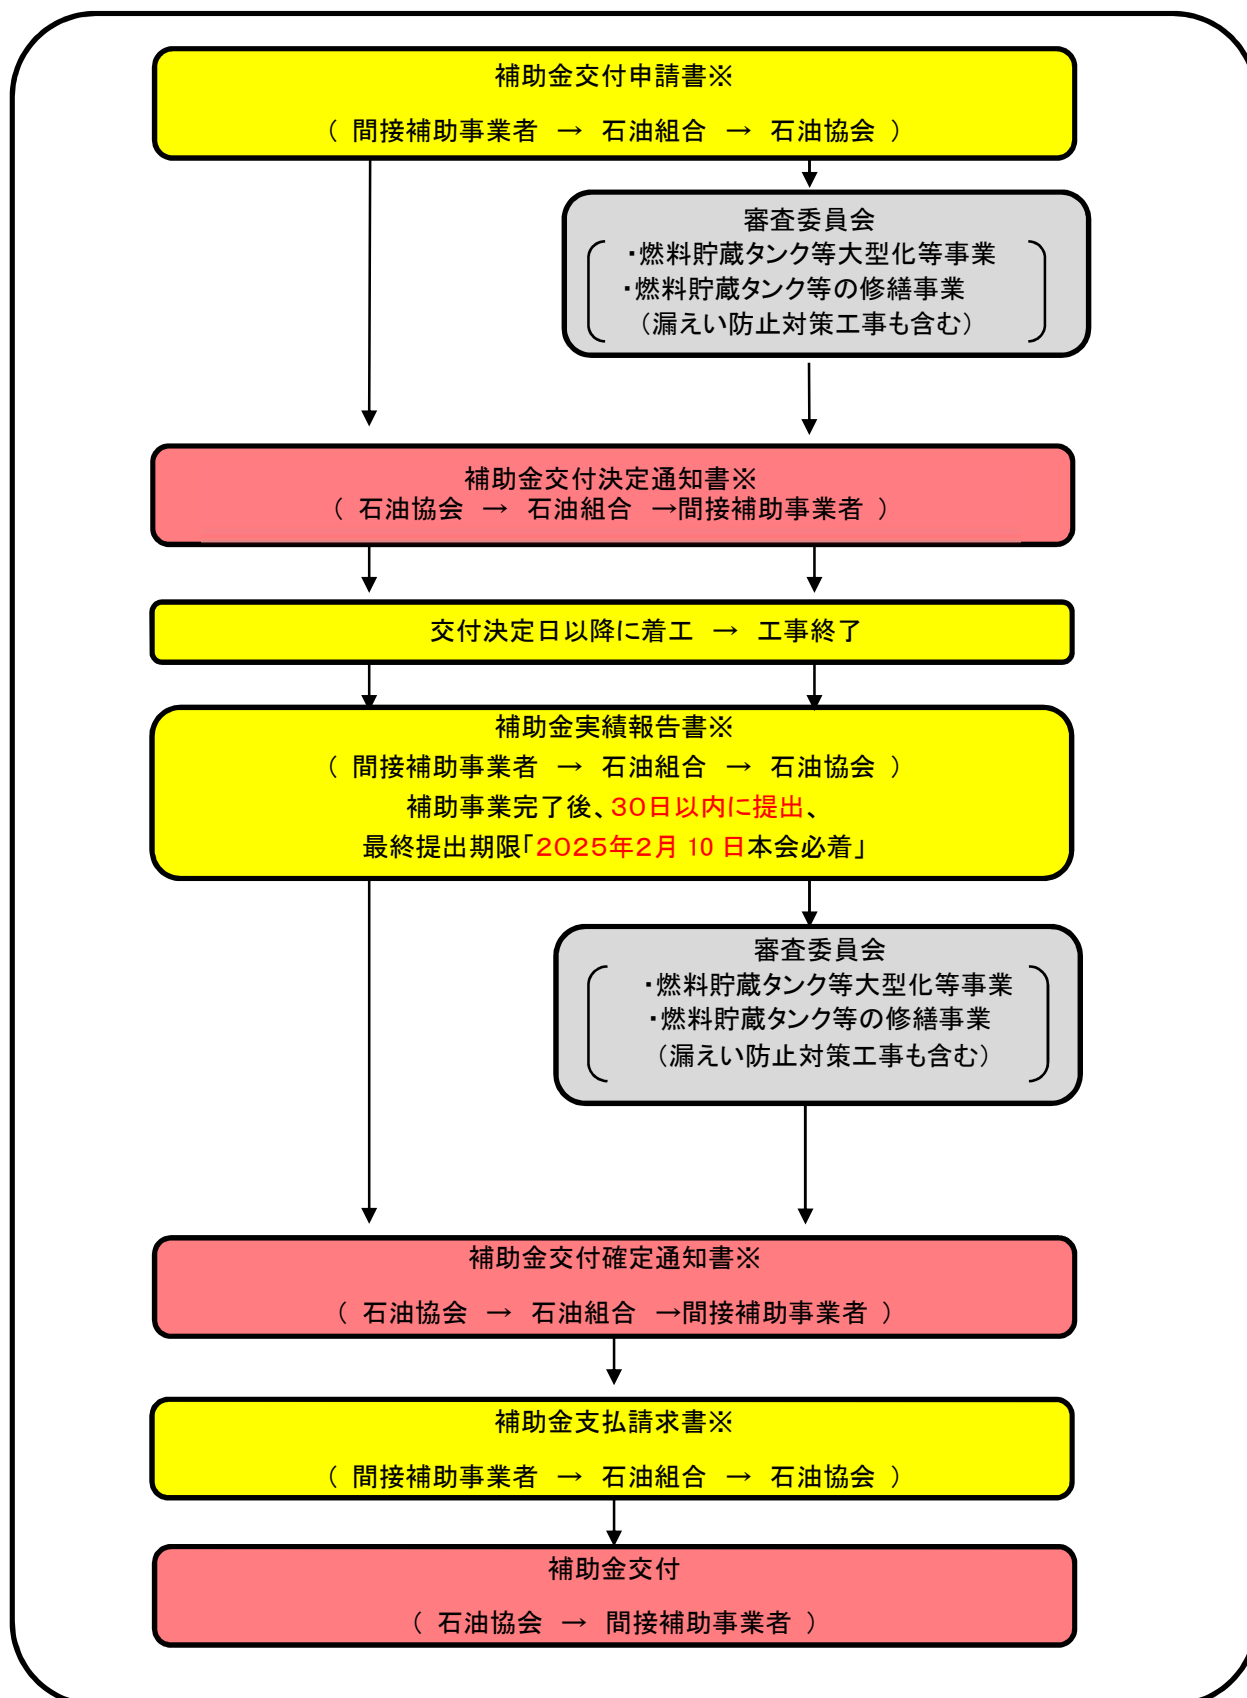 補助金交付申請書※
（ 間接補助事業者 → 石油組合 → 石油協会 ）
審査委員会
・燃料貯蔵タンク等大型化等事業
・燃料貯蔵タンク等の修繕事業
（漏えい防止対策工事も含む）
補助金交付決定通知書※
（ 石油協会 → 石油組合 →間接補助事業者 ）
交付決定日以降に着工 → 工事終了
補助金実績報告書※
（ 間接補助事業者 → 石油組合 → 石油協会 ）
補助事業完了後、３０日以内に提出、
最終提出期限「２０２５年２月 10 日本会必着」
審査委員会
・燃料貯蔵タンク等大型化等事業
・燃料貯蔵タンク等の修繕事業
（漏えい防止対策工事も含む）
補助金交付確定通知書※
（ 石油協会 → 石油組合 →間接補助事業者 ）
補助金支払請求書※
（ 間接補助事業者 → 石油組合 → 石油協会 ）
補助金交付
（ 石油協会 → 間接補助事業者 ）